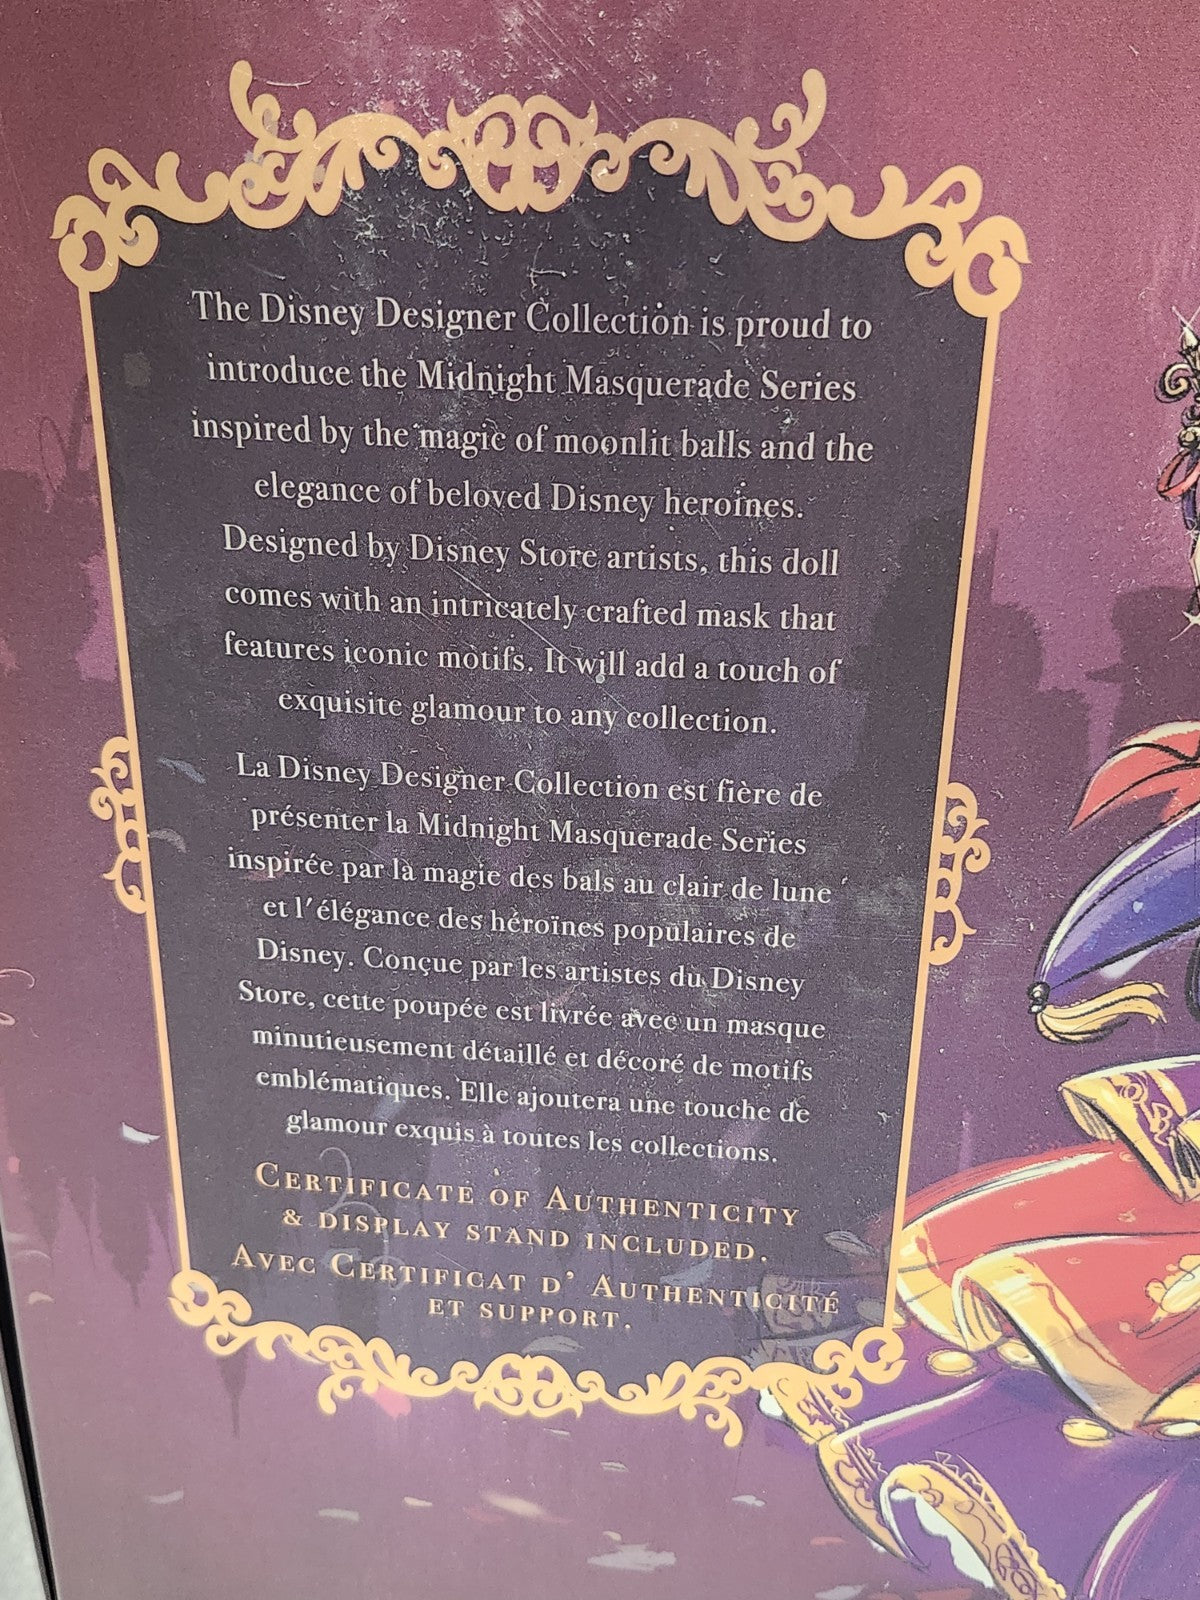 The Disney Designer Collection is proud to
introduce the Midnight Masquerade Series
inspired by the magic of moonlit balls and the
elegance of beloved Disney heroines.
Designed by Disney Store artists, this doll
comes with an intricately crafted mask that
features iconic motifs. It will add a touch of
exquisite glamour to any collection.
La Disney Designer Collection est fière de
présenter la Midnight Masquerade Series
inspirée par la magie des bals au clair de lune
et l'élégance des héroïnes populaires de
Disney. Conçue par les artistes du Disney
Store, cette poupée est livrée avec un masque
minutieusement détaillé et décoré de motifs
emblématiques. Elle ajoutera une touche de
glamour exquis à toutes les collections.
CERTIFICATE OF AUTHENTICITY
& DISPLAY STAND INCLUDED.
AVEC CERTIFICAT D' AUTHENTICITÉ
ET SUPPORT.